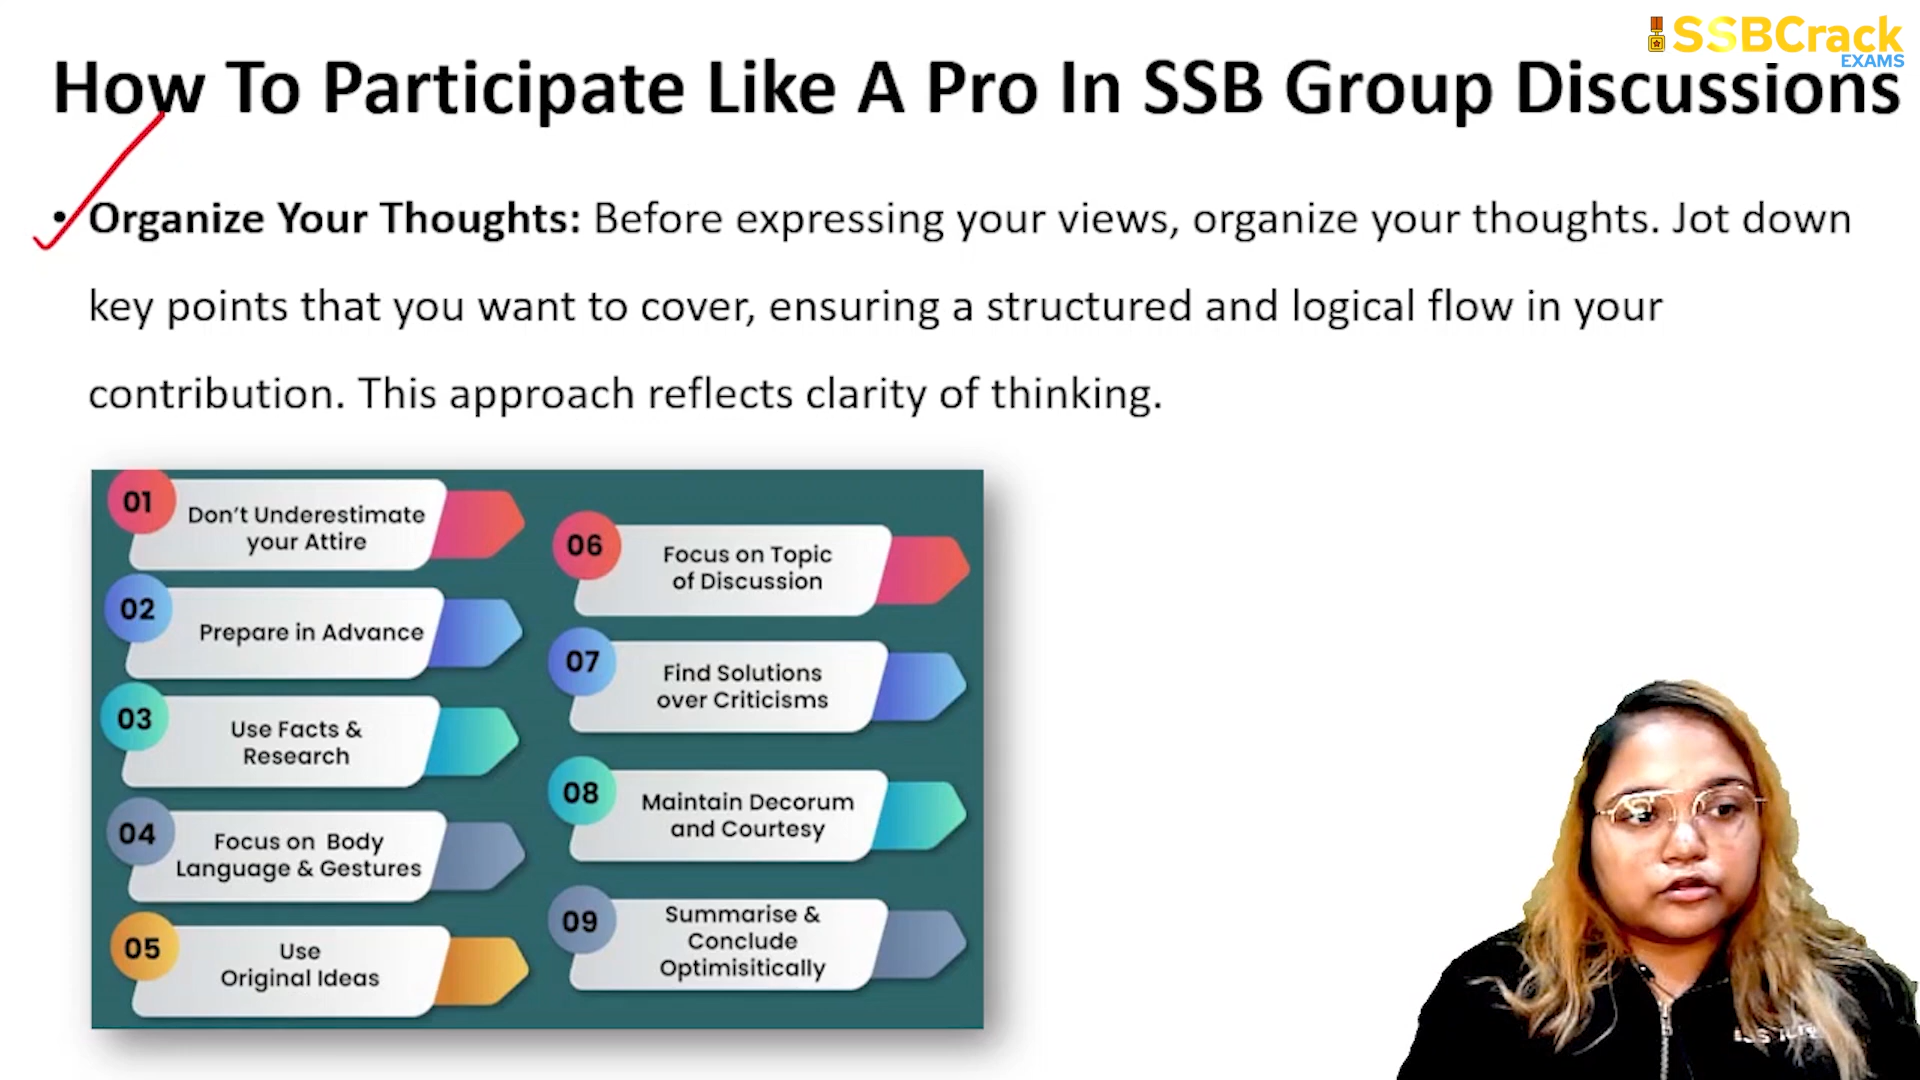 SSBCrack
EXAMS
How To Participate Like A Pro In SSB Group Discussions
• Organize Your Thoughts: Before expressing your views, organize your thoughts. Jot down
key points that you want to cover, ensuring a structured and logical flow in your
contribution. This approach reflects clarity of thinking.
01
Don't Underestimate
your Attire
02
Prepare in Advance
03
Use Facts &
Research
04
Focus on Body
Language & Gestures
05
Use
Original Ideas
06
Focus on Topic
of Discussion
07
Find Solutions
over Criticisms
08
Maintain Decorum
and Courtesy
09
Summarise &
Conclude
Optimisitically